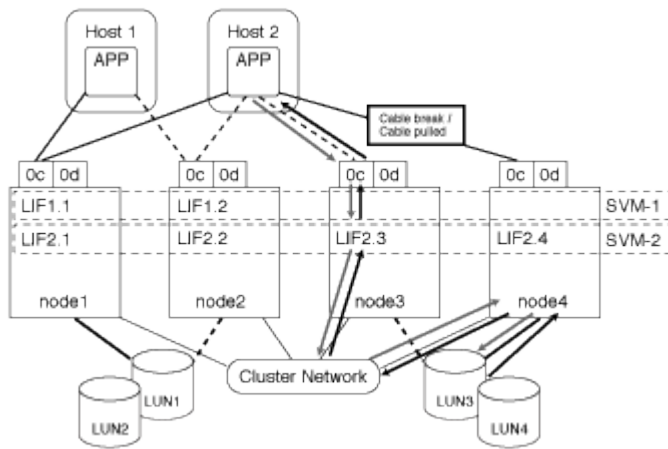 Host 1
Host 2
APP
APP
Cable break /
Cable pulled
0c 0d
0c 0d
0c 0d
0c 0d
LIF1.1
LIF1.2
SVM-1
LIF2.1
LIF2.2
LIF2.3
LIF2.4
SVM-2
node1
node2
node3
node4
Cluster Network
LUN1
LUN3
LUN2
LUN4